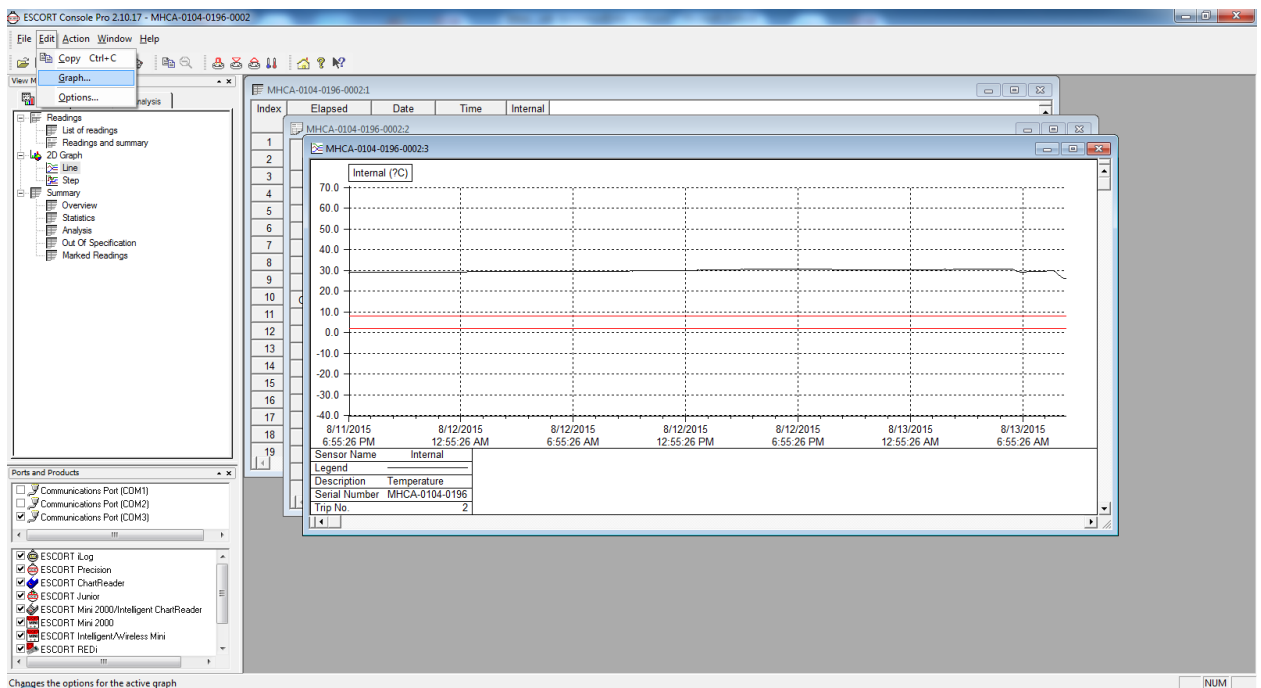 ESCORT Console Pro 2.10.17 - MHCA-0104-0196-0002
File Edit Action Window Help
Copy Ctrl+C
Graph...
Options...
View M
nalysis
Readings
List of readings
Readings and summary
2D Graph
Line
Step
Summary
Overview
Statistics
Analysis
Out Of Specification
Marked Readings
Ports and Products
Communications Port (COM1)
Communications Port (COM2)
Communications Port (COM3)
ESCORT iLog
ESCORT Precision
ESCORT ChartReader
ESCORT Junior
ESCORT Mini 2000/Intelligent ChartReader
ESCORT Mini 2000
ESCORT Intelligent/Wireless Mini
ESCORT REDi
MHCA-0104-0196-0002:1
Index Elapsed Date Time Internal
1
2
3
4
5
6
7
8
9
10
11
12
13
14
15
16
17
18
19
MHCA-0104-0196-0002:2
MHCA-0104-0196-0002:3
Internal (?C)
70.0
60.0
50.0
40.0
30.0
20.0
10.0
0.0
-10.0
-20.0
-30.0
-40.0
8/11/2015 8/12/2015 8/12/2015 8/12/2015 8/12/2015 8/13/2015 8/13/2015
6:55:26 PM 12:55:26 AM 6:55:26 AM 12:55:26 PM 6:55:26 PM 12:55:26 AM 6:55:26 AM
Sensor Name Internal
Legend
Description Temperature
Serial Number MHCA-0104-0196
Trip No. 2
Changes the options for the active graph
NUM